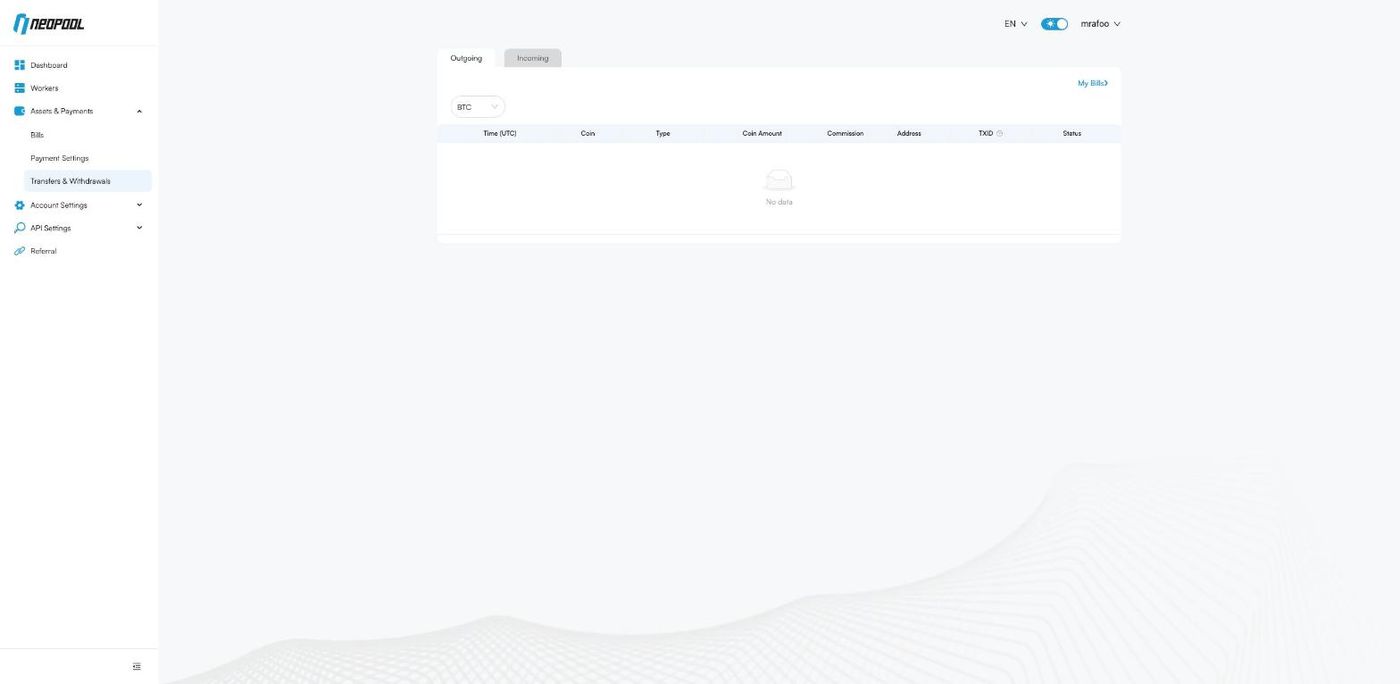 NEOPOOL
EN
mrafoo
Dashboard
Workers
Assets & Payments
Bills
Payment Settings
Transfers & Withdrawals
Account Settings
API Settings
Referral
Outgoing Incoming
My Bills
BTC
Time (UTC) Coin Type Coin Amount Commission Address TXID Status
No data